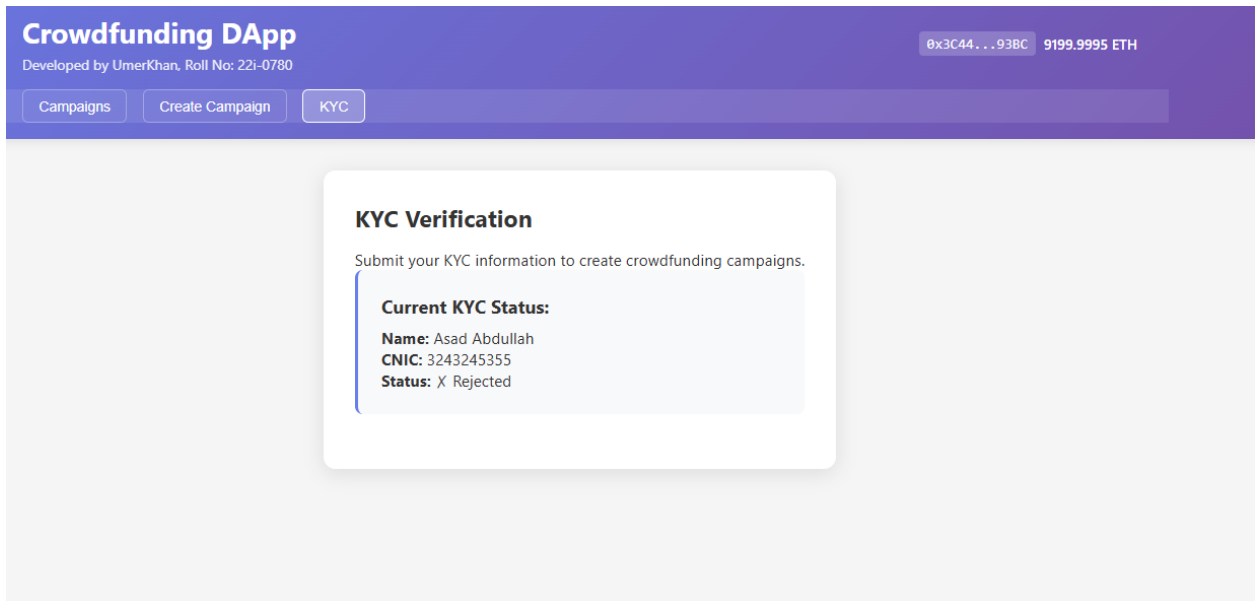 Crowdfunding DApp
Developed by UmerKhan, Roll No: 22i-0780
0x3C44...93BC 9199.9995 ETH
Campaigns Create Campaign KYC
KYC Verification
Submit your KYC information to create crowdfunding campaigns.
Current KYC Status:
Name: Asad Abdullah
CNIC: 3243245355
Status: ✗ Rejected